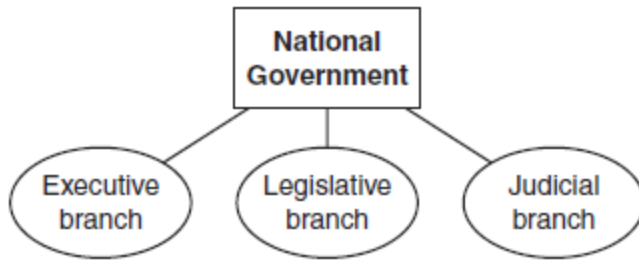 National
Government
Executive
branch
Legislative
branch
Judicial
branch